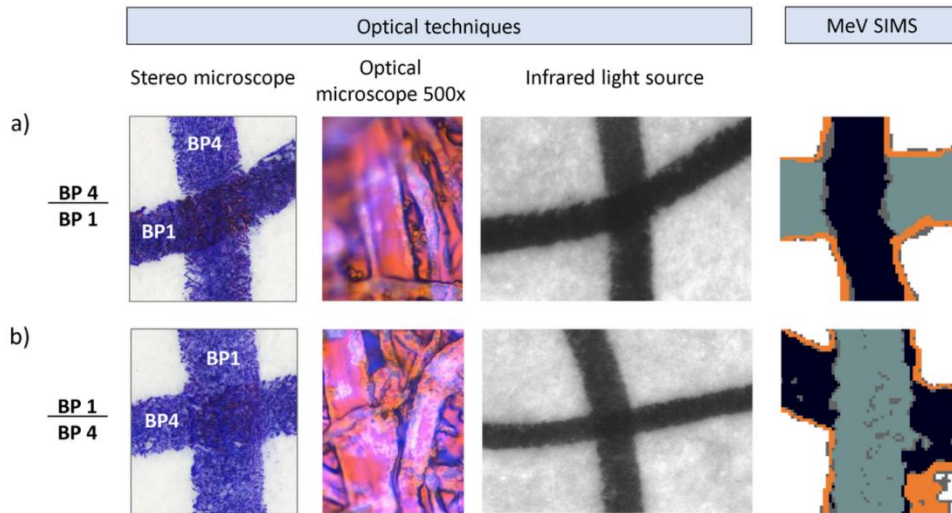 Optical techniques
MeV SIMS
Stereo microscope
Optical
microscope 500x
Infrared light source
a)
BP 4
BP 1
BP4
BP1
b)
BP 1
BP 4
BP1
BP4